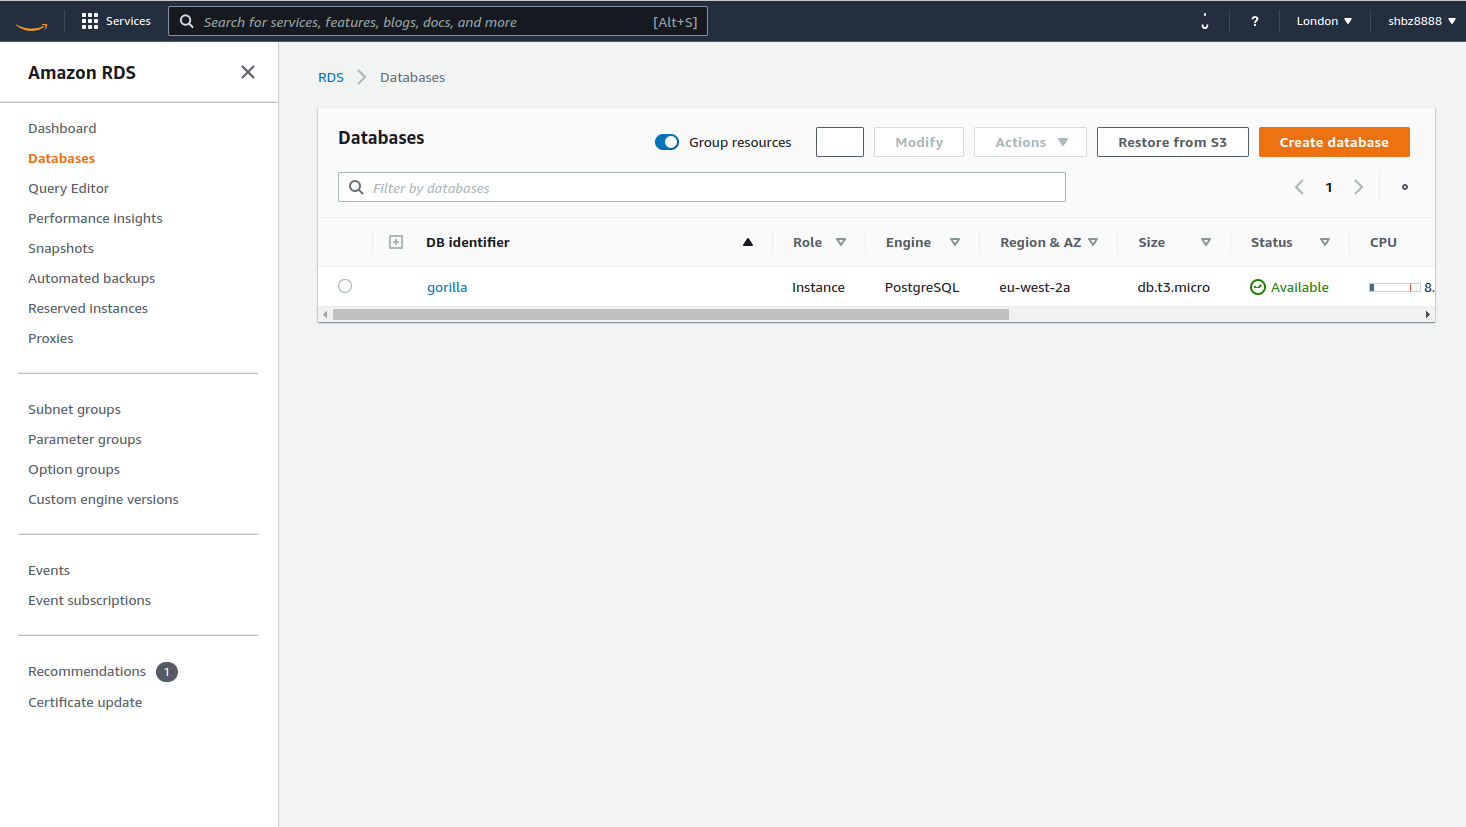 Services
Search for services, features, blogs, docs, and more [Alt+S]
? London shbz8888
Amazon RDS
Dashboard
Databases
Query Editor
Performance insights
Snapshots
Automated backups
Reserved instances
Proxies
Subnet groups
Parameter groups
Option groups
Custom engine versions
Events
Event subscriptions
Recommendations 1
Certificate update
RDS Databases
Databases
Group resources Modify Actions Restore from S3 Create database
Filter by databases
1
DB identifier Role Engine Region & AZ Size Status CPU
gorilla Instance PostgreSQL eu-west-2a db.t3.micro Available 8.